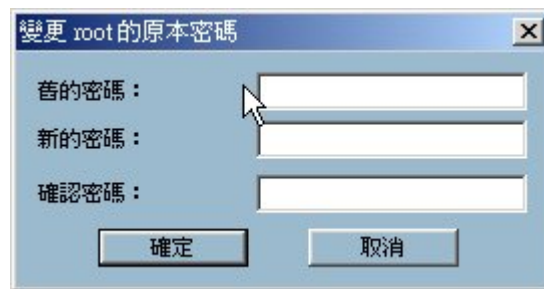 變更 root 的原本密碼
舊的密碼：
新的密碼：
確認密碼：
確定 取消